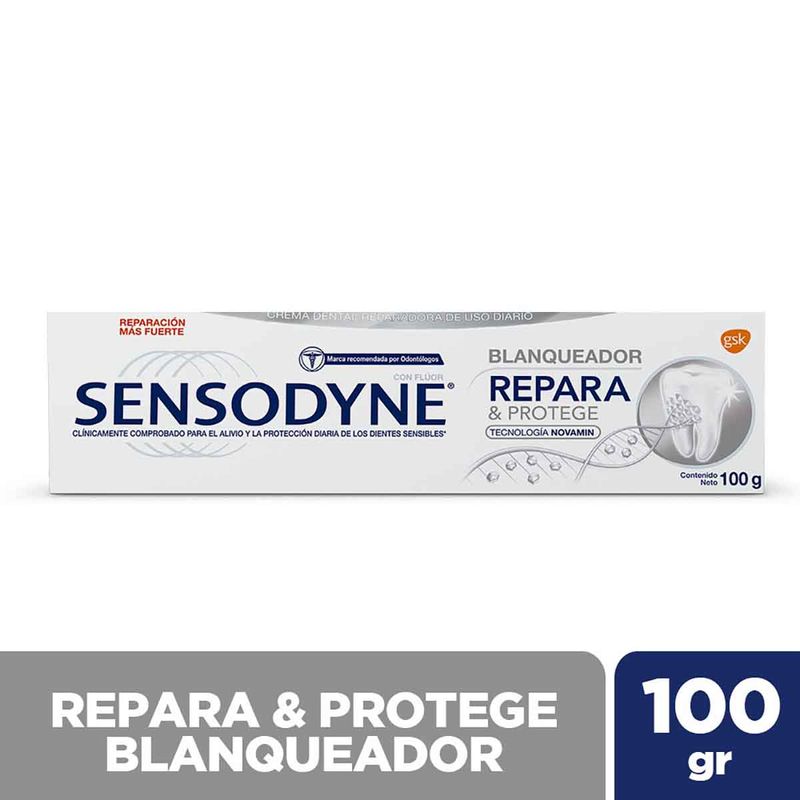 CREMA DENTAL REPARADORA DE USO DIARIO
REPARACIÓN
MÁS FUERTE
Marca recomendada por Odontólogos
CON FLÚOR
SENSODYNE®
CLÍNICAMENTE COMPROBADO PARA EL ALIVIO Y LA PROTECCIÓN DIARIA DE LOS DIENTES SENSIBLES*
BLANQUEADOR
REPARA
& PROTEGE
TECNOLOGÍA NOVAMIN
gsk
Contenido
Neto 100 g
REPARA & PROTEGE
BLANQUEADOR
100
gr